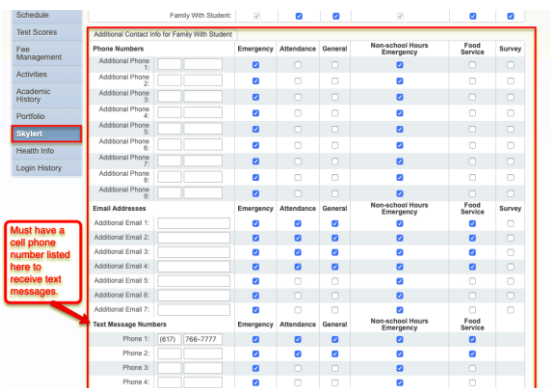 Schedule
Family With Student:
Test Scores
Additional Contact Info for Family With Student
Fee
Management
Phone Numbers Emergency Attendance General Non-school Hours Emergency Food Service Survey
Activities
Additional Phone 1:
Additional Phone 2:
Academic
History
Additional Phone 3:
Additional Phone 4:
Portfolio
Additional Phone 5:
Skylert
Additional Phone 6:
Health Info
Additional Phone 7:
Login History
Additional Phone 8:
Additional Phone 9:
Email Addresses Emergency Attendance General Non-school Hours Emergency Food Service Survey
Additional Email 1:
Additional Email 2:
Additional Email 3:
Additional Email 4:
Additional Email 5:
Additional Email 6:
Additional Email 7:
Must have a
cell phone
number listed
here to
receive text
messages.
Text Message Numbers Emergency Attendance General Non-school Hours Emergency Food Service
Phone 1: (617) 766-7777
Phone 2:
Phone 3:
Phone 4: